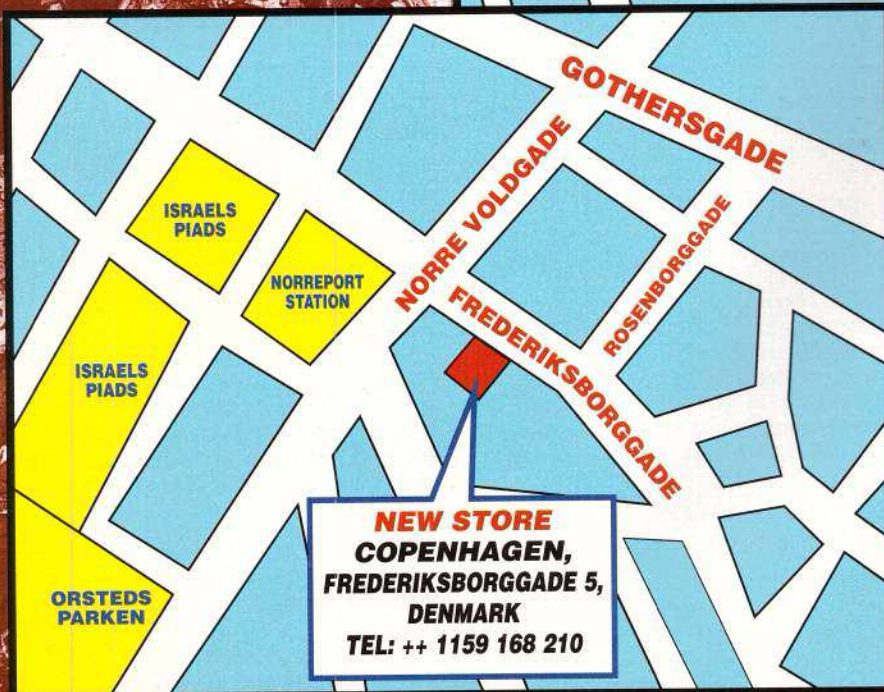 GOTHERSGADE
NORRE VOLDGADE
ROSENBORGGADE
FREDERIKSBORGGADE
ISRAELS
PIADS
NORREPORT
STATION
ISRAELS
PIADS
ORSTEDS
PARKEN
NEW STORE
COPENHAGEN,
FREDERIKSBORGGADE 5,
DENMARK
TEL: ++ 1159 168 210